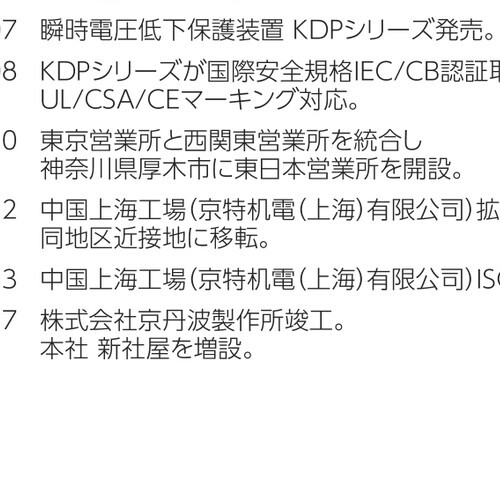 07 瞬時電圧低下保護装置 KDPシリーズ発売。
08 KDPシリーズが国際安全規格IEC/CB認証取
UL/CSA/CEマーキング対応。
0 東京営業所と西関東営業所を統合し
神奈川県厚木市に東日本営業所を開設。
2 中国上海工場（京特机電（上海）有限公司）拡
同地区近接地に移転。
3 中国上海工場（京特机電（上海）有限公司）ISO
7 株式会社京丹波製作所竣工。
本社 新社屋を増設。